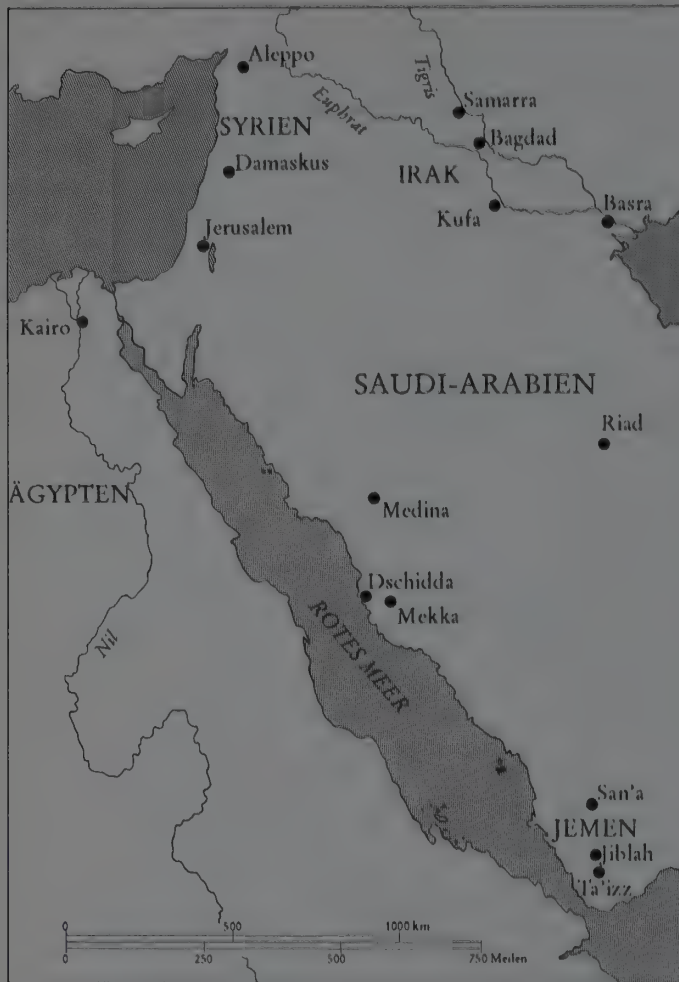 Aleppo
Tigris
Euphrat
Samarra
SYRIEN
Bagdad
Damaskus
IRAK
Kufa
Basra
Jerusalem
Kairo
SAUDI-ARABIEN
Riad
ÄGYPTEN
Medina
Dschidda
Mekka
ROTES MEER
Nil
San'a
JEMEN
Jiblah
Ta'izz
0 500 1000 km
0 250 500 750 Meilen